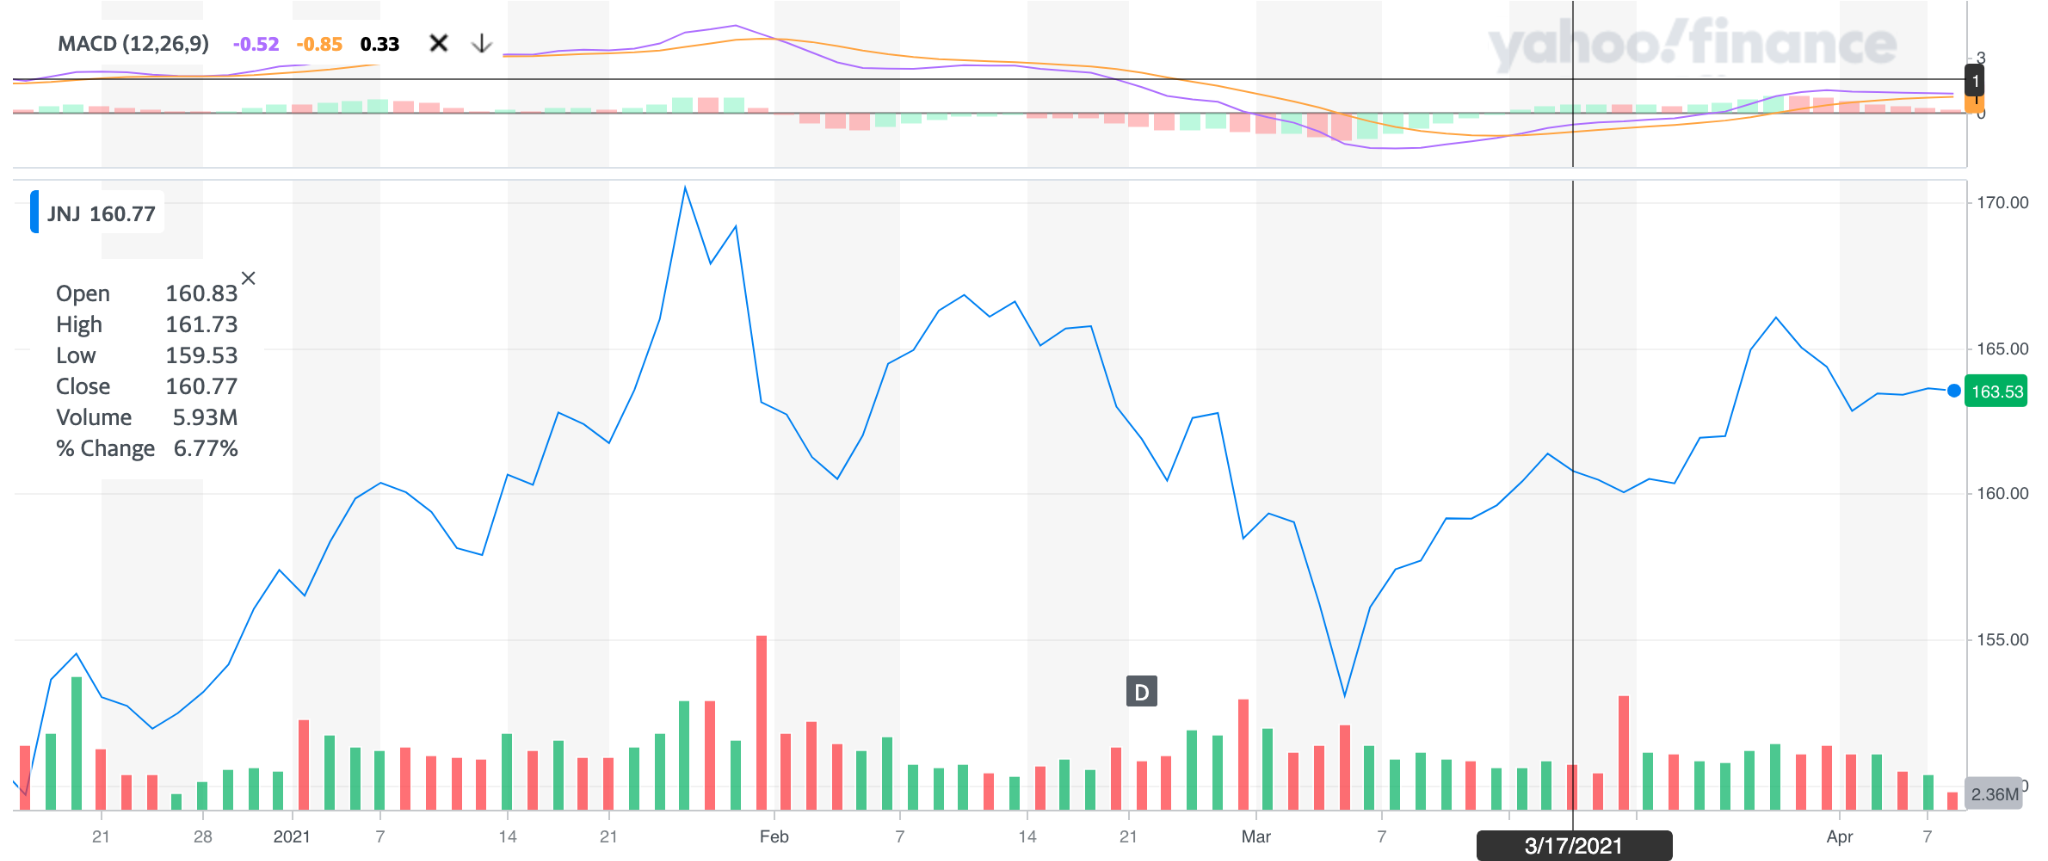 MACD (12,26,9) -0.52 -0.85 0.33
yahoo!finance
3
1
0
JNJ 160.77
170.00
Open 160.83
High 161.73
Low 159.53
Close 160.77
Volume 5.93M
% Change 6.77%
165.00
163.53
160.00
155.00
D
2.36M
21 28 2021 7 14 21 Feb 7 14 21 Mar 7 3/17/2021 Apr 7